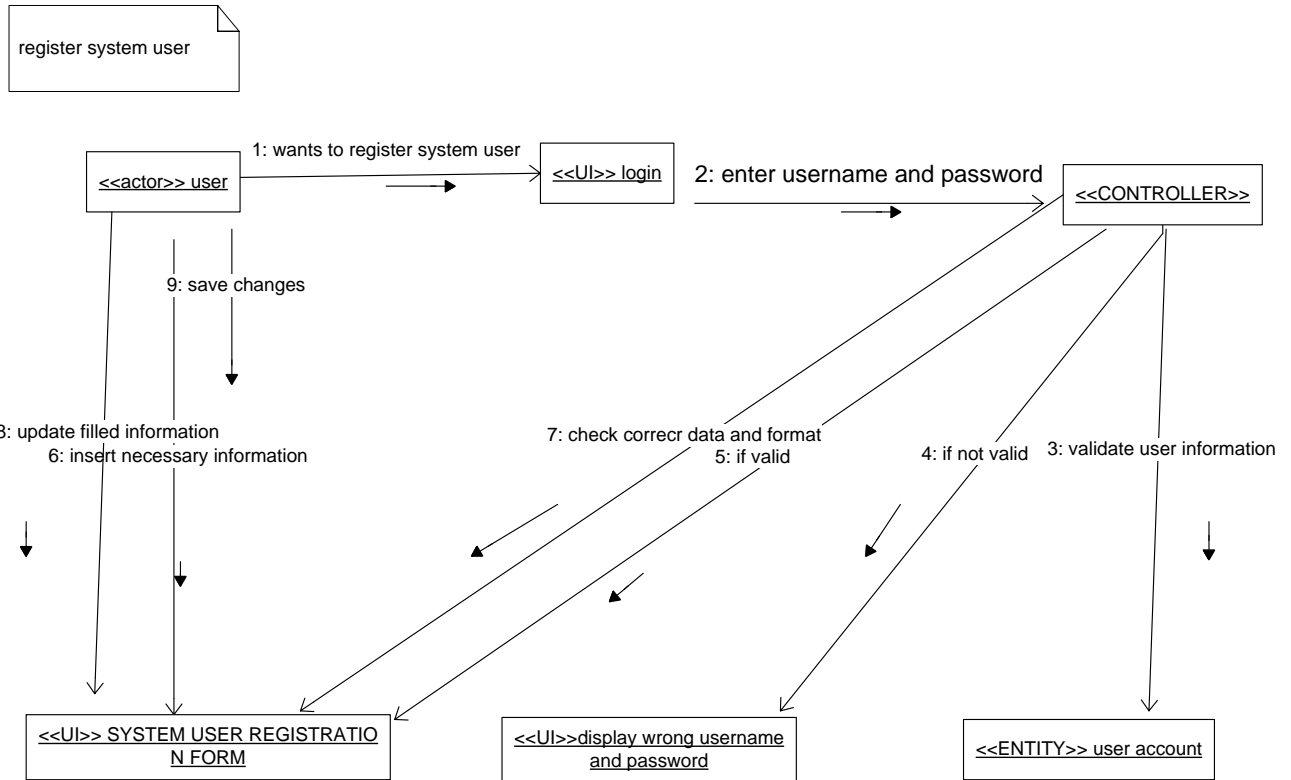 register system user
1: wants to register system user
<<actor>> user
<<UI>> login
2: enter username and password
<<CONTROLLER>>
9: save changes
8: update filled information
6: insert necessary information
7: check correcr data and format
5: if valid
4: if not valid
3: validate user information
<<UI>> SYSTEM USER REGISTRATIO
N FORM
<<UI>>display wrong username
and password
<<ENTITY>> user account